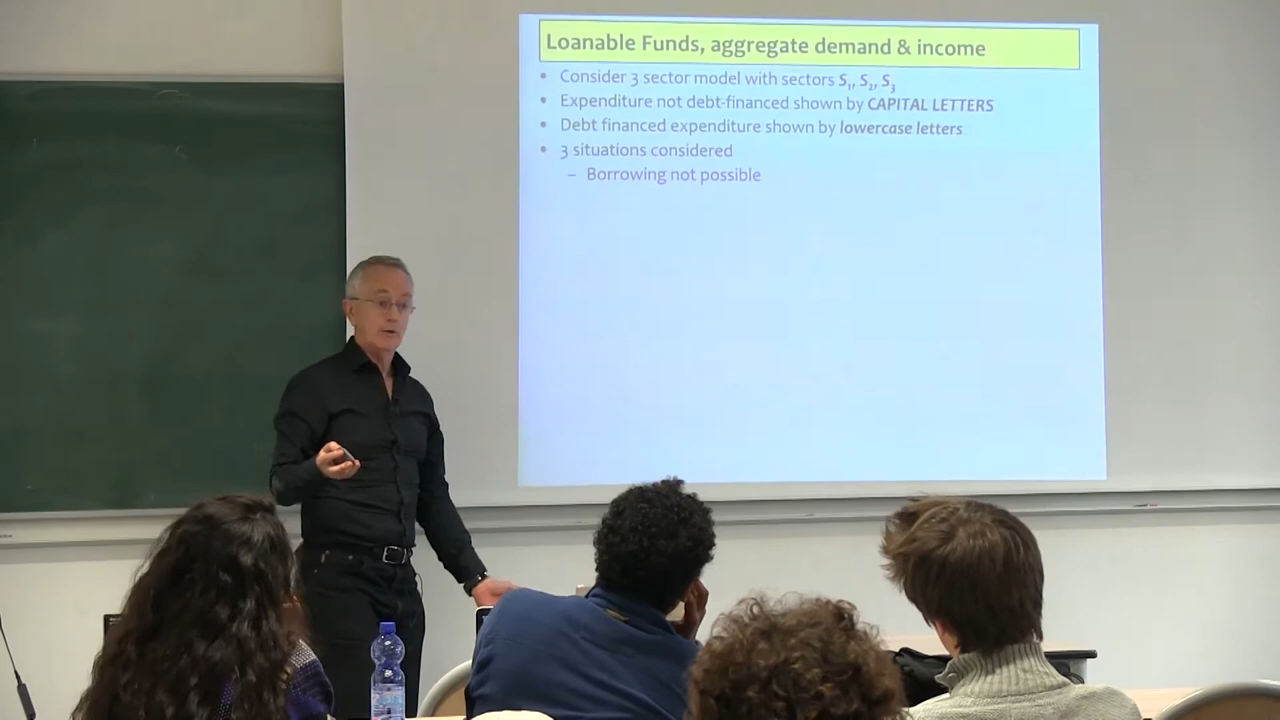 Loanable Funds, aggregate demand & income
• Consider 3 sector model with sectors S₁, S₂, S₃
• Expenditure not debt-financed shown by CAPITAL LETTERS
• Debt financed expenditure shown by lowercase letters
• 3 situations considered
– Borrowing not possible